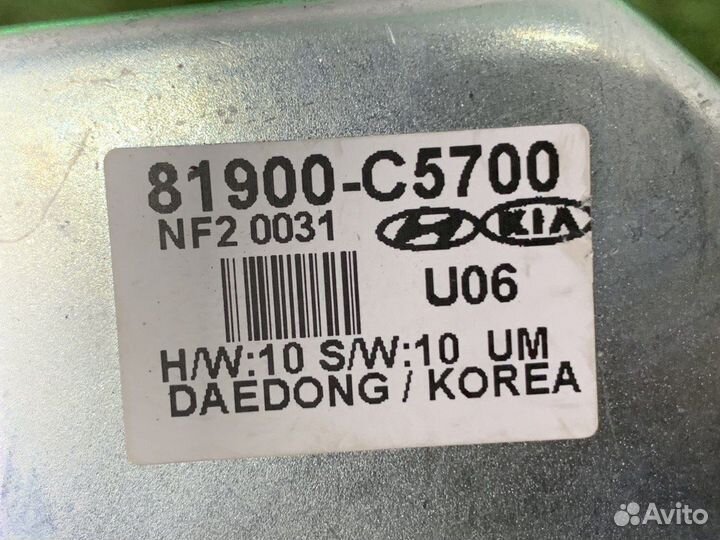 81900-C5700
NF2 0031
KIA
U06
H/W:10 S/W:10 UM
DAEDONG / KOREA
Avito